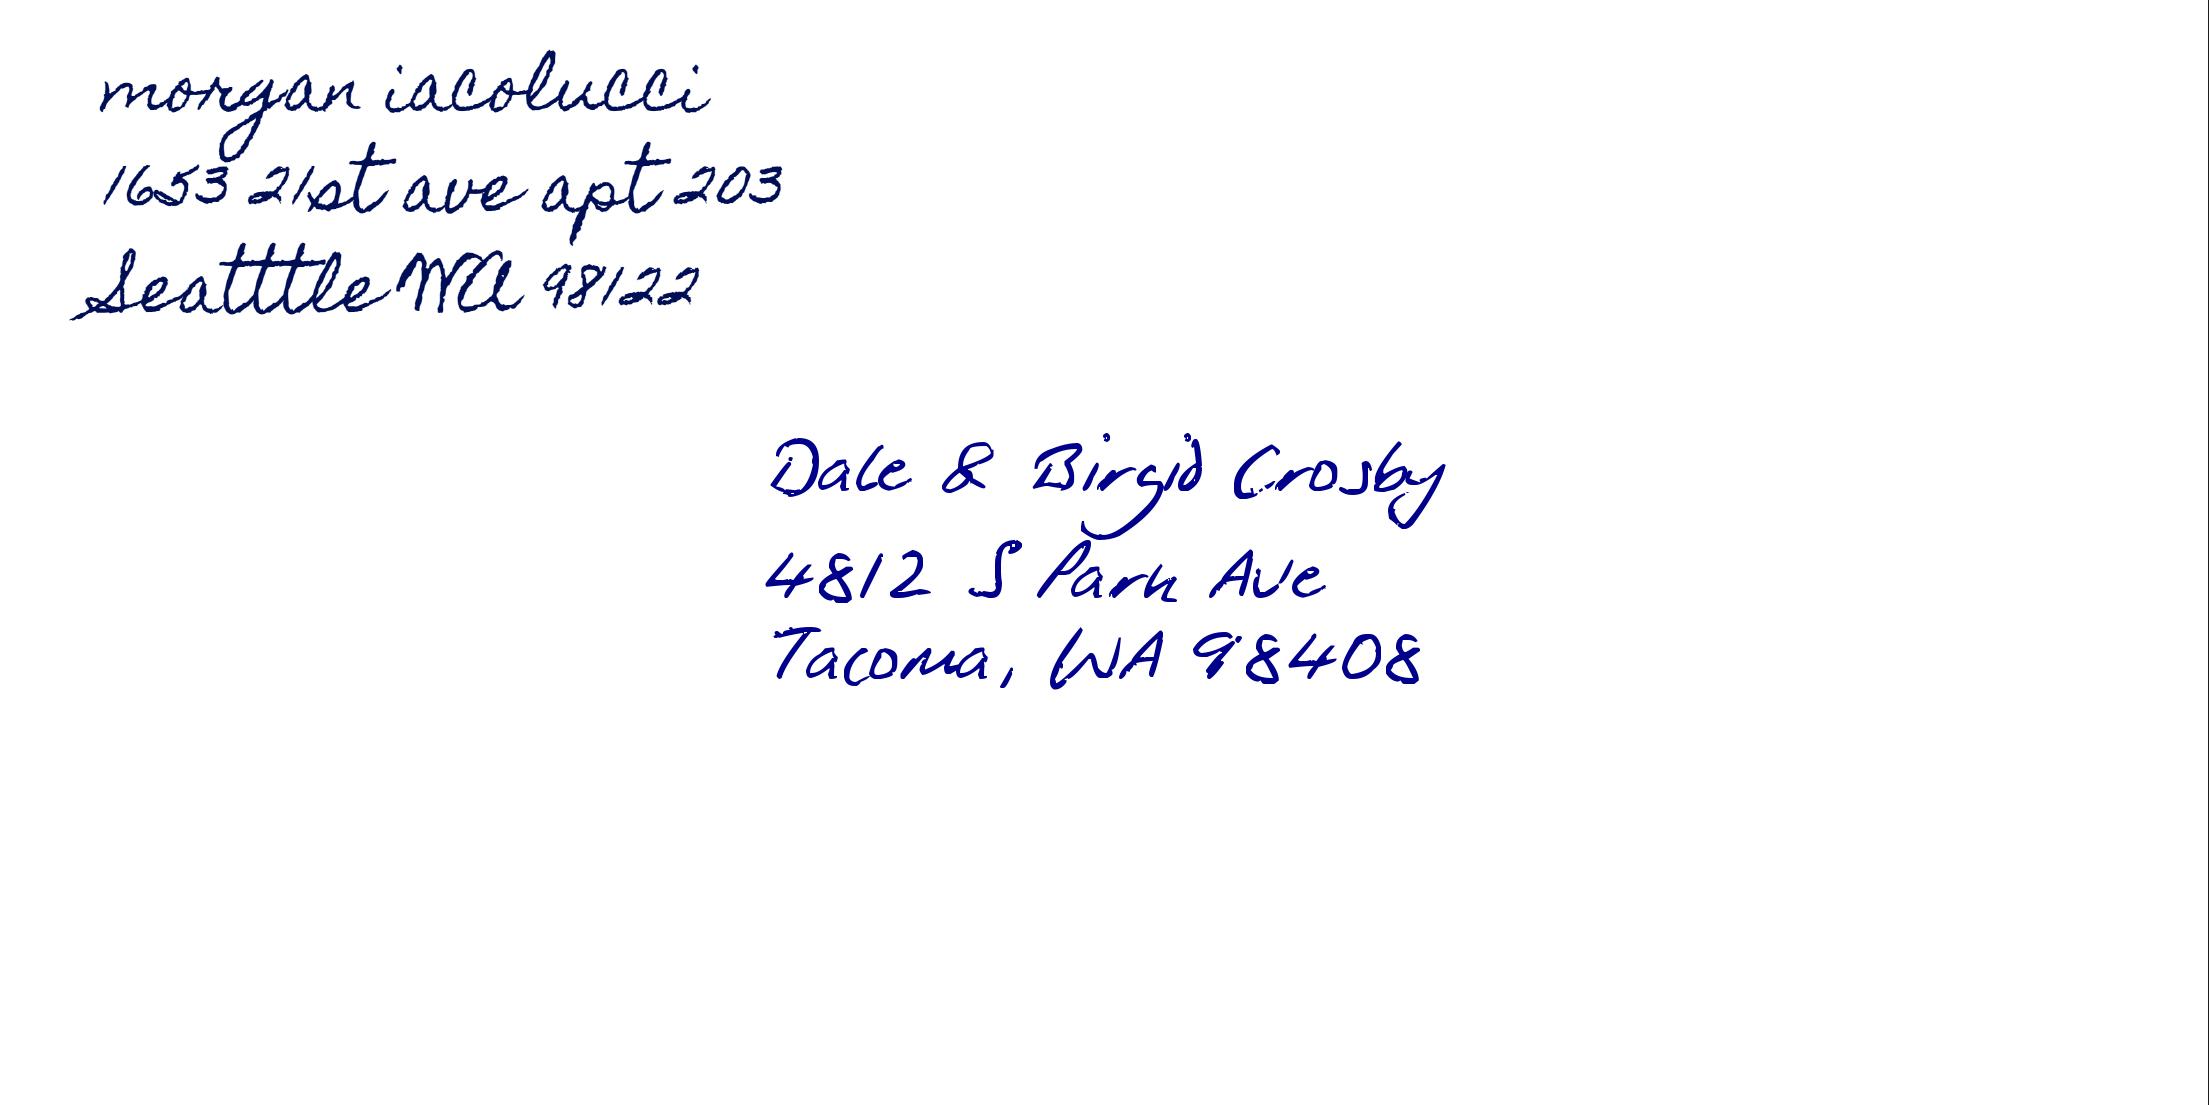 morgan iacolucci
1653 21st ave apt 203
Seatttle WA 98122
Dale & Birgid Crosby
4812 S Park Ave
Tacoma, WA 98408